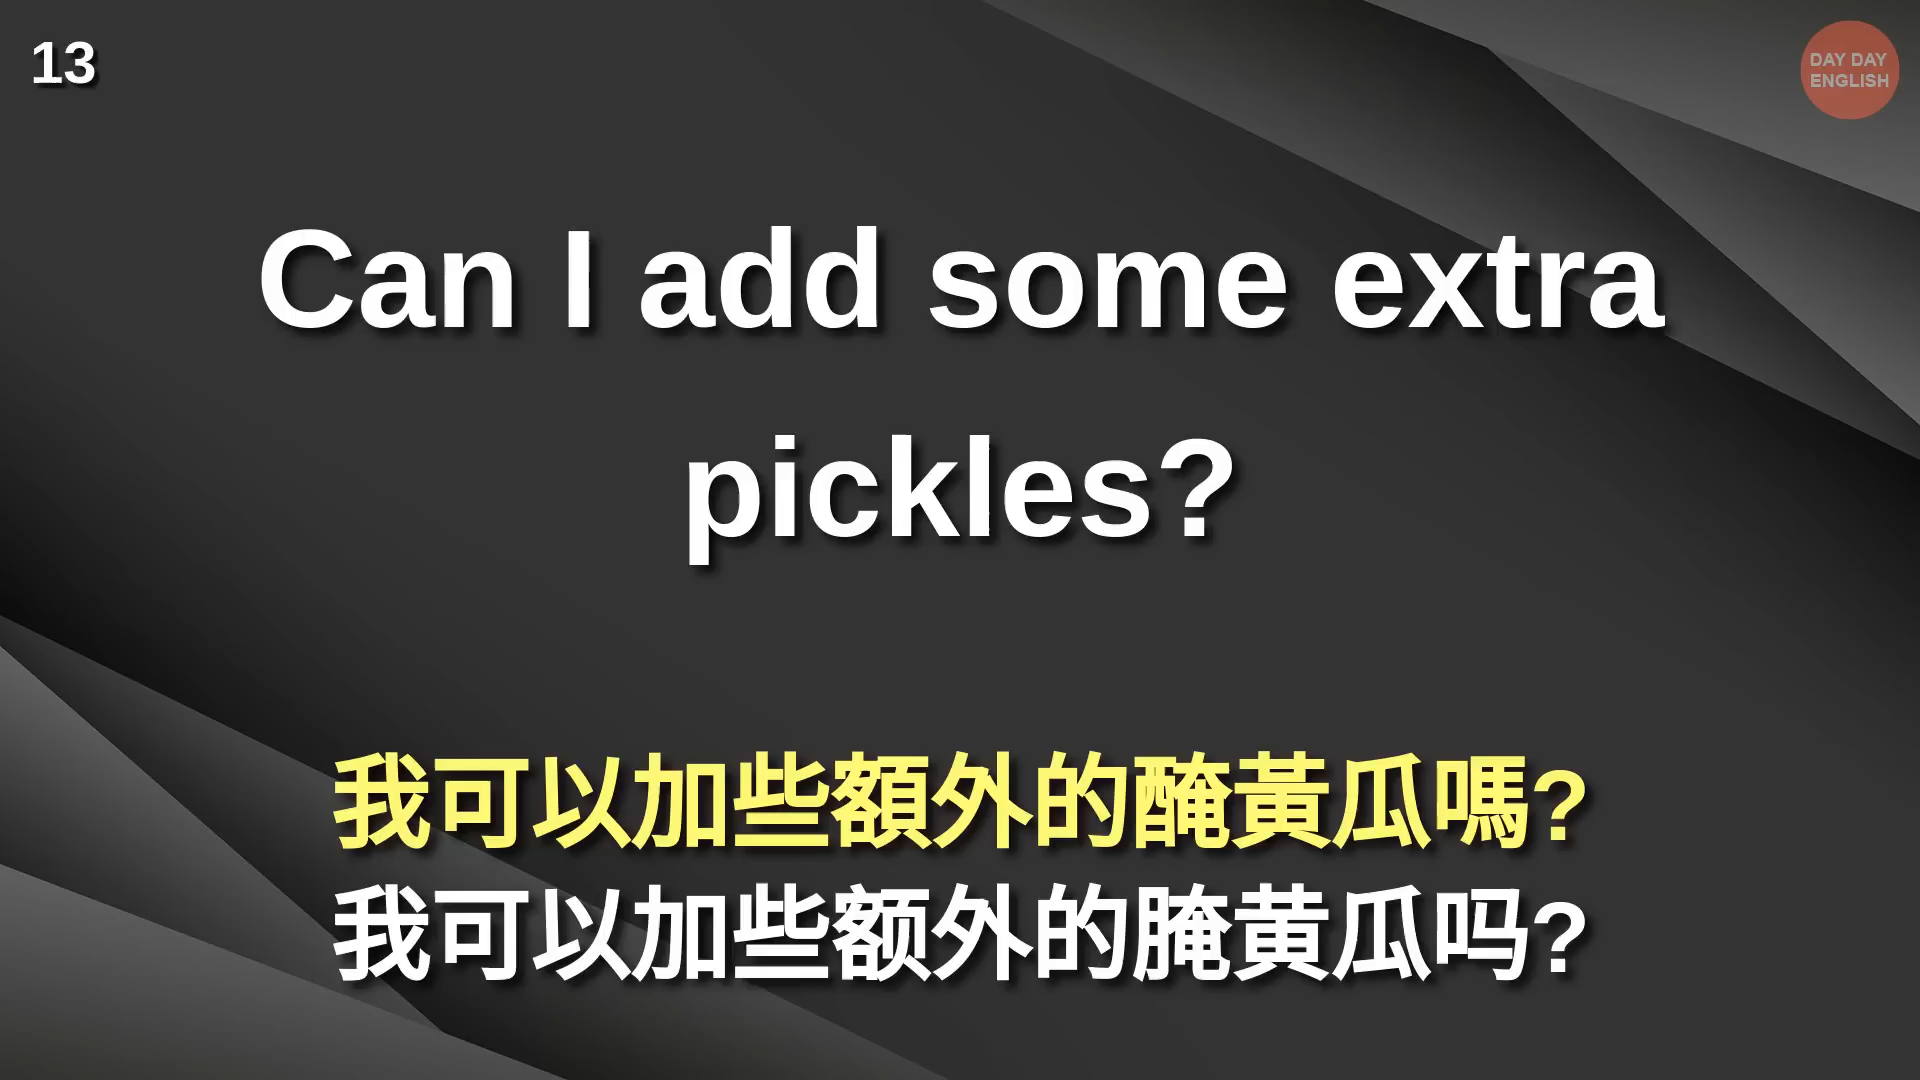 13
DAY DAY
ENGLISH
Can I add some extra
pickles?
我可以加些額外的醃黃瓜嗎?
我可以加些额外的腌黄瓜吗?